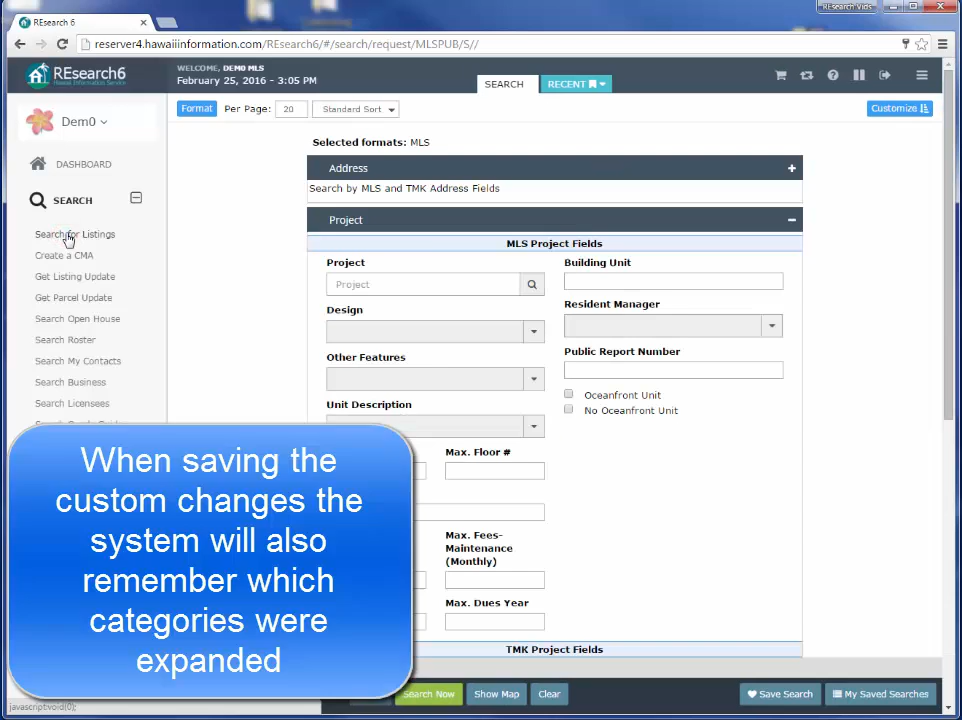 REsearch 6
REsearch Vids
reserver4.hawaiiinformation.com/REsearch6/#/search/request/MLSPUB/S//
REsearch6
Hawaii Information Service
WELCOME, DEMO MLS
February 25, 2016 - 3:05 PM
SEARCH
RECENT
Format
Per Page:
20
Standard Sort
Customize
Dem0
DASHBOARD
SEARCH
Search for Listings
Create a CMA
Get Listing Update
Get Parcel Update
Search Open House
Search Roster
Search My Contacts
Search Business
Search Licensees
Selected formats: MLS
Address
Search by MLS and TMK Address Fields
Project
MLS Project Fields
Project
Building Unit
Project
Design
Resident Manager
Other Features
Public Report Number
Oceanfront Unit
Unit Description
No Oceanfront Unit
Max. Floor #
Max. Fees-
Maintenance
(Monthly)
Max. Dues Year
TMK Project Fields
When saving the
custom changes the
system will also
remember which
categories were
expanded
Search Now
Show Map
Clear
Save Search
My Saved Searches
javascript:void(0);